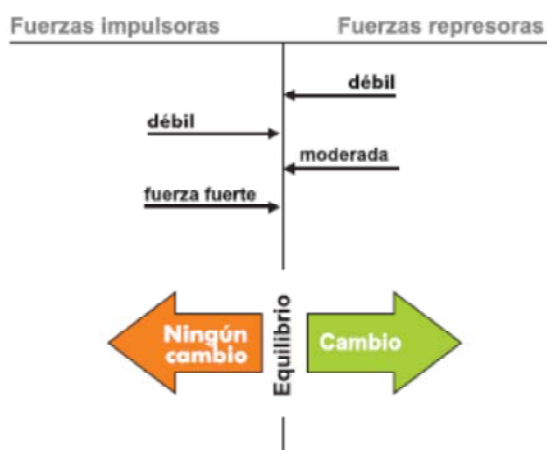 Fuerzas impulsoras
Fuerzas represoras
débil
débil
moderada
fuerza fuerte
Ningún
cambio
Equilibrio
Cambio